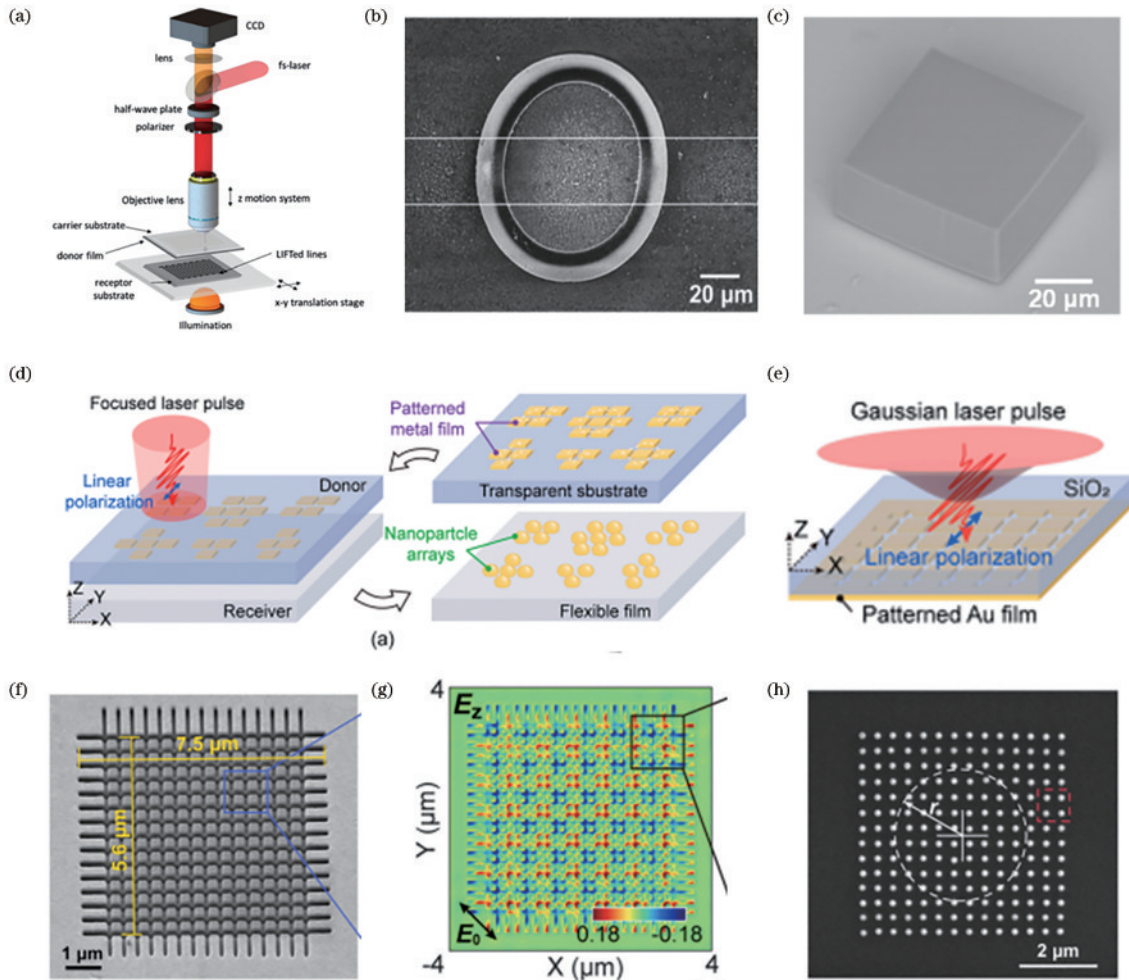 (a)
CCD
lens
fs-laser
half-wave plate
polarizer
Objective lens
z motion system
carrier substrate
donor film
LIFTed lines
receptor
substrate
x-y translation stage
Illumination
(b)
20 μm
(c)
20 μm
(d)
Focused laser pulse
Linear
polarization
Donor
Receiver
Z
Y
X
Patterned
metal film
Transparent sbustrate
Nanopartcle
arrays
Flexible film
(a)
(e)
Gaussian laser pulse
SiO₂
Z
Y
X
Linear polarization
Patterned Au film
(f)
7.5 μm
5.6 μm
1 μm
(g)
4
Ez
Y (μm)
E₀
0.18 -0.18
-4
-4 X (μm) 4
(h)
r
2 μm